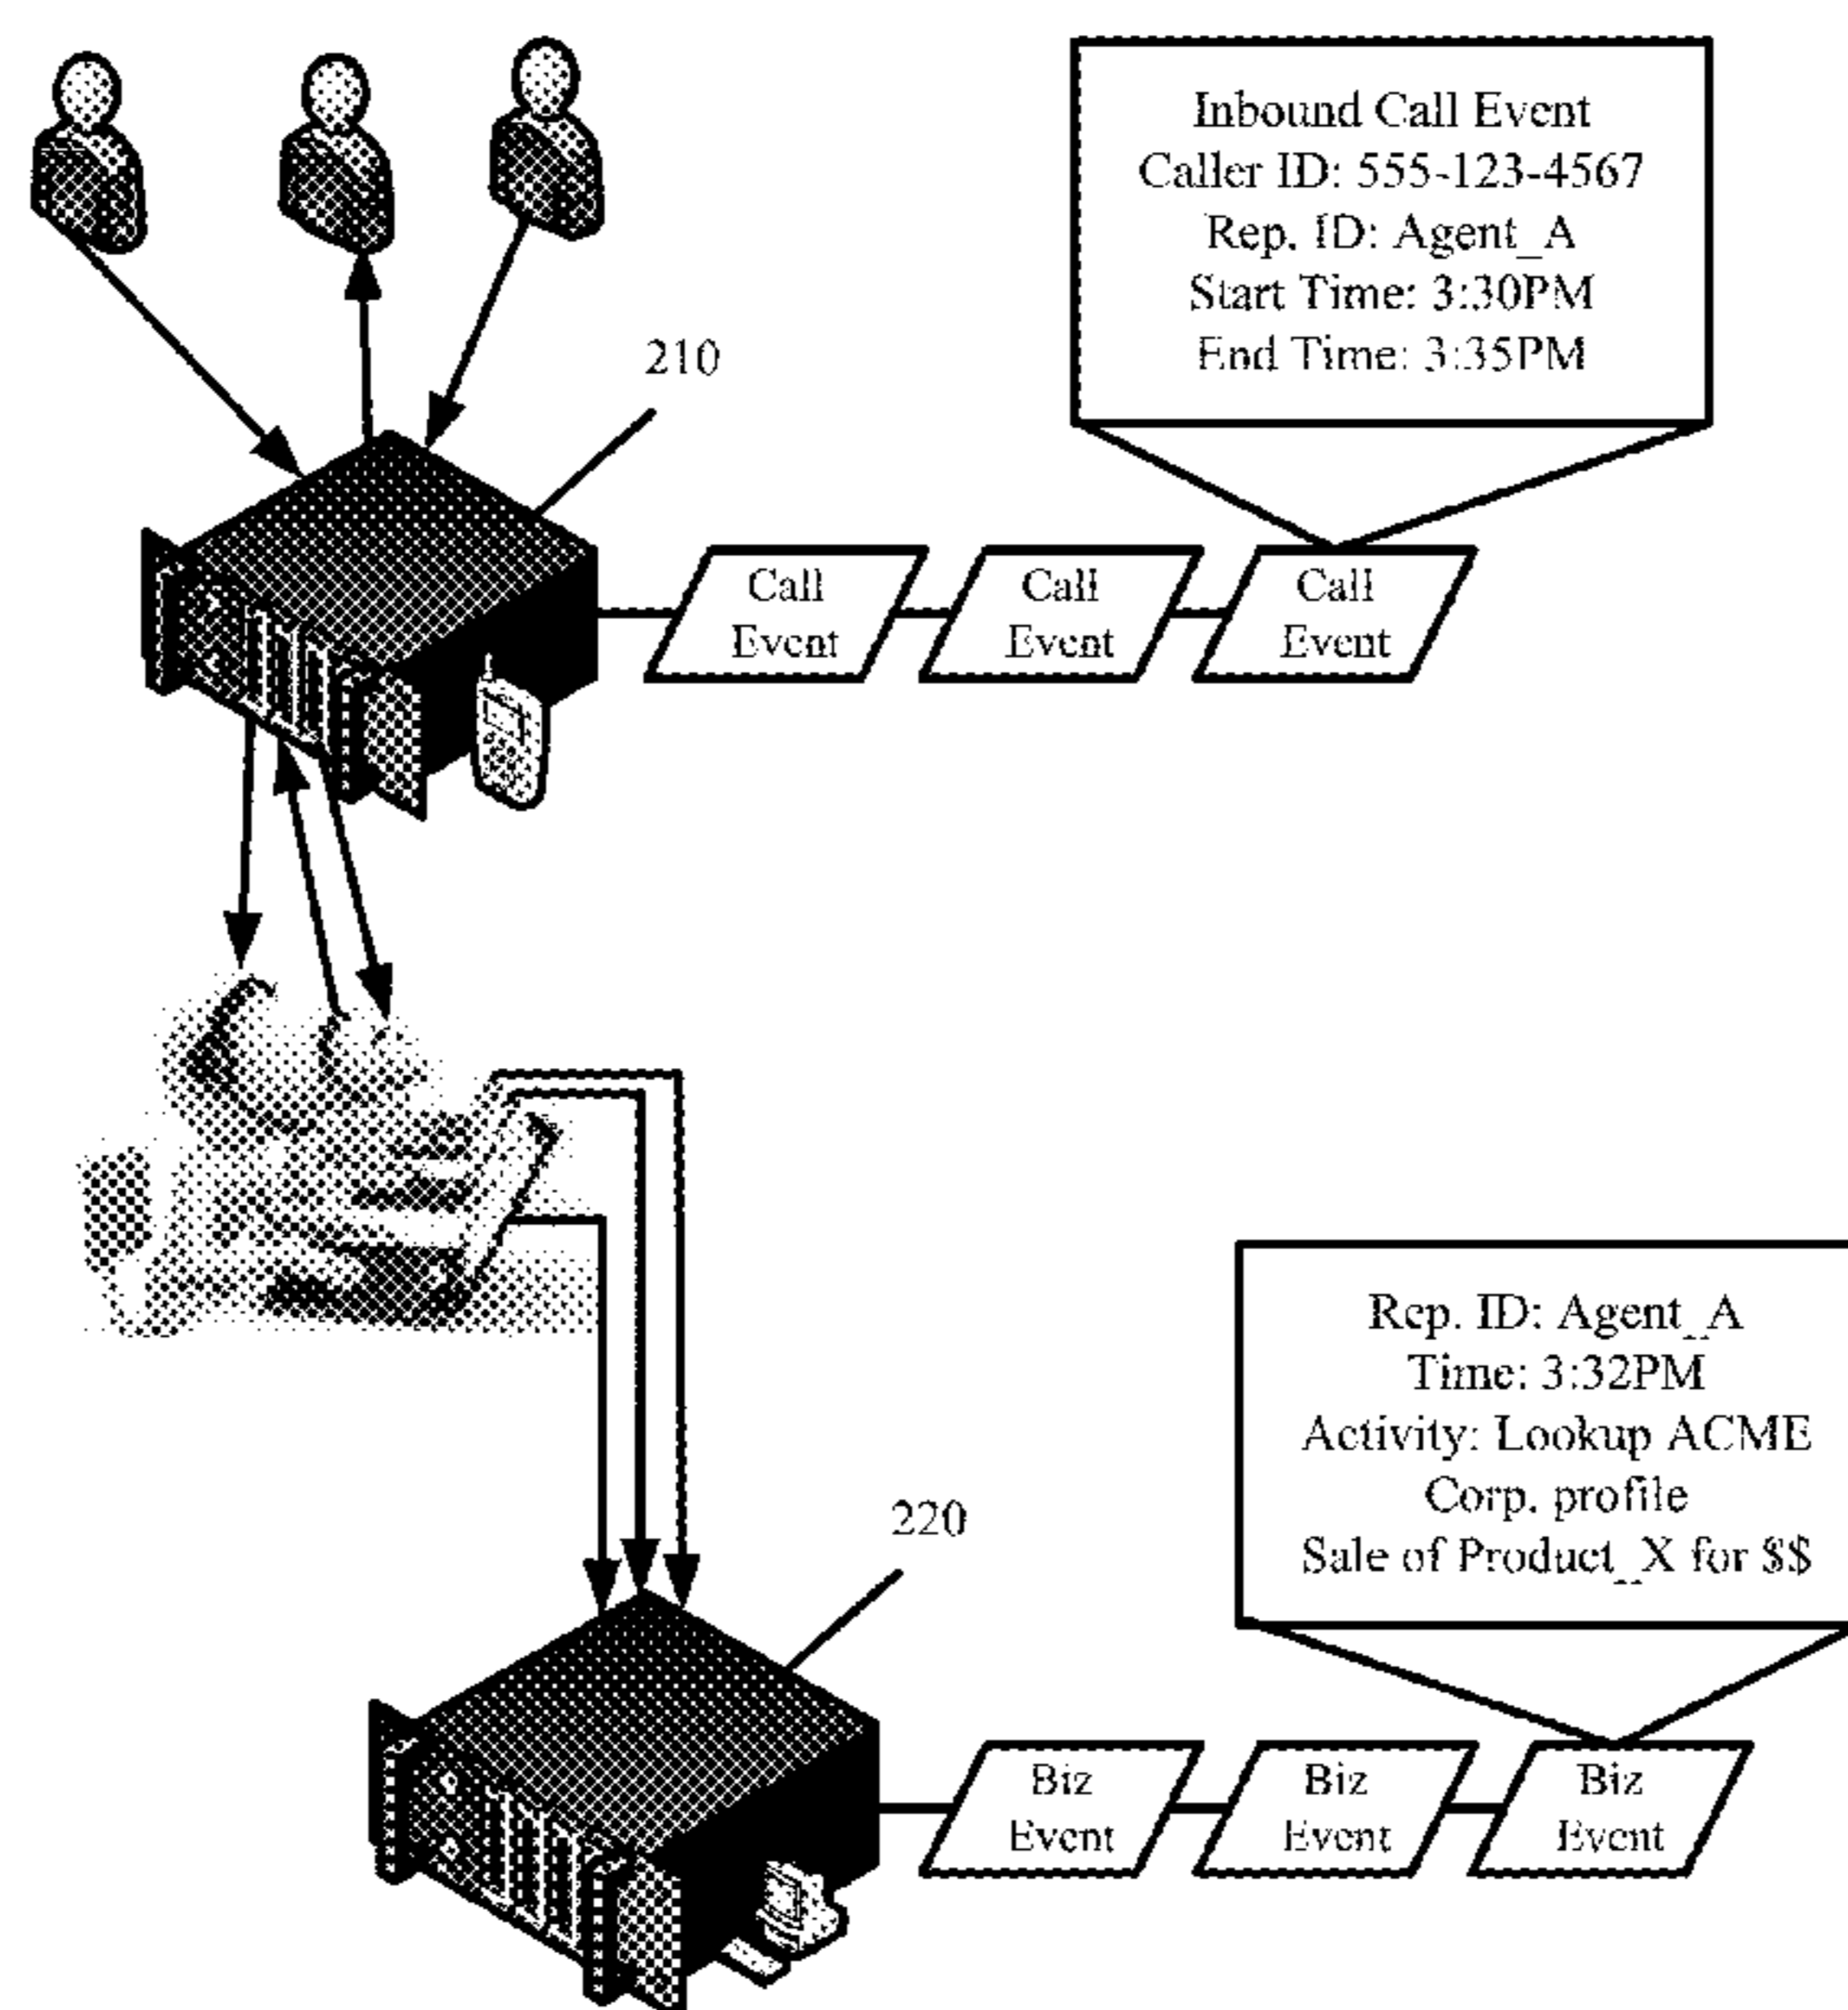 Inbound Call Event
Caller ID: 555-123-4567
Rep. ID: Agent_A
Start Time: 3:30PM
End Time: 3:35PM
210
Call
Event
Call
Event
Call
Event
Rep. ID: Agent_A
Time: 3:32PM
Activity: Lookup ACME
Corp. profile
Sale of Product_X for $$
220
Biz
Event
Biz
Event
Biz
Event